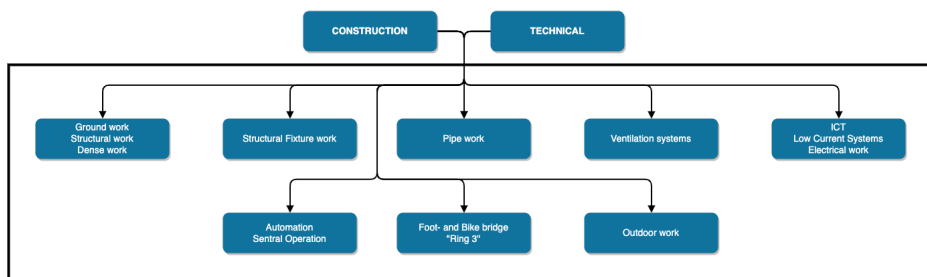 CONSTRUCTION
TECHNICAL
Ground work
Structural work
Dense work
Structural Fixture work
Pipe work
Ventilation systems
ICT
Low Current Systems
Electrical work
Automation
Sentral Operation
Foot- and Bike bridge
"Ring 3"
Outdoor work